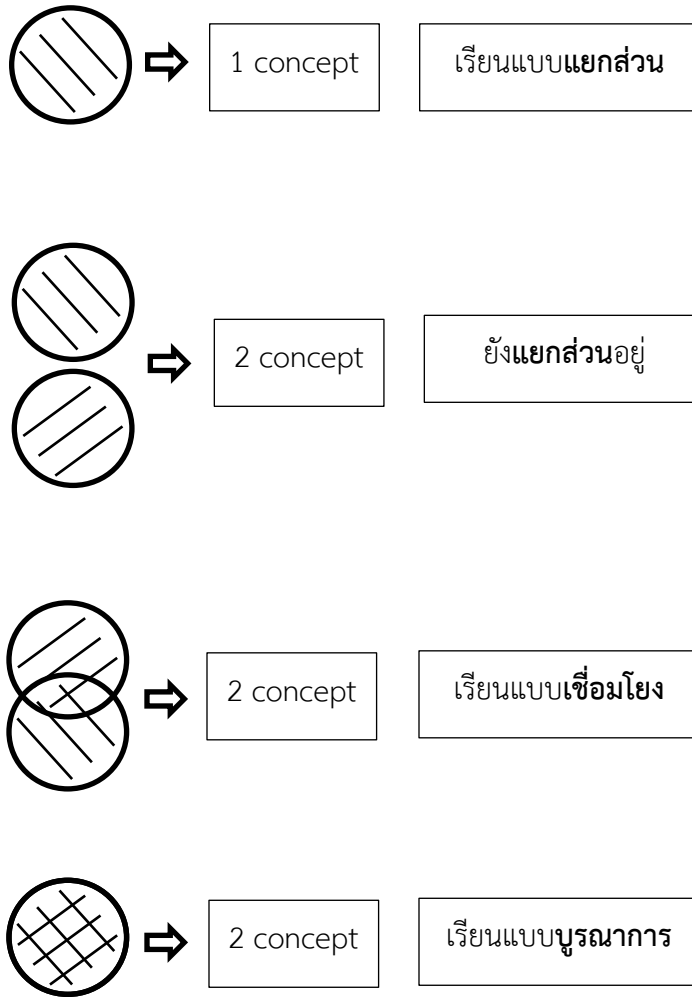 1 concept
เรียนแบบแยกส่วน
2 concept
ยังแยกส่วนอยู่
2 concept
เรียนแบบเชื่อมโยง
2 concept
เรียนแบบบูรณาการ